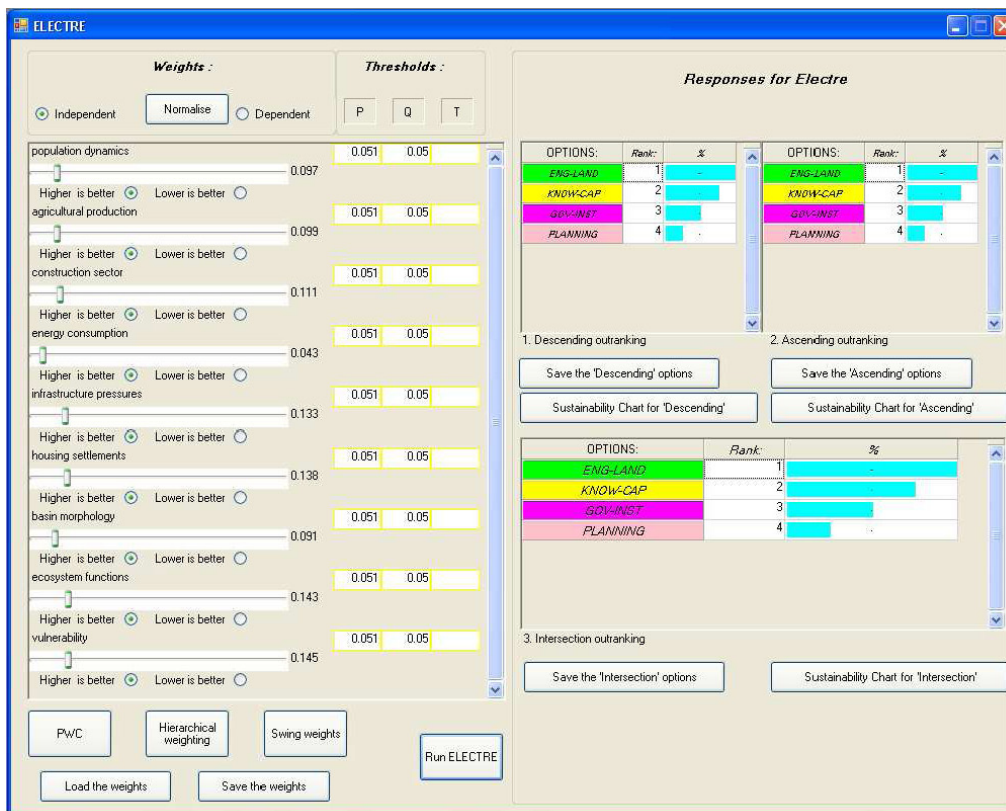 ELECTRE
Weights :
Thresholds :
Independent
Normalise
Dependent
P Q T
population dynamics
0.051 0.05
0.097
Higher is better Lower is better
agricultural production
0.051 0.05
0.099
Higher is better Lower is better
construction sector
0.051 0.05
0.111
Higher is better Lower is better
energy consumption
0.051 0.05
0.043
Higher is better Lower is better
infrastructure pressures
0.051 0.05
0.133
Higher is better Lower is better
housing settlements
0.051 0.05
0.138
Higher is better Lower is better
basin morphology
0.051 0.05
0.091
Higher is better Lower is better
ecosystem functions
0.051 0.05
0.143
Higher is better Lower is better
vulnerability
0.051 0.05
0.145
Higher is better Lower is better
PWC
Hierarchical
weighting
Swing weights
Run ELECTRE
Load the weights
Save the weights
Responses for Electre
OPTIONS: Rank: %
ENG-LAND 1
KNOW-CAP 2
GOV-INST 3
PLANNING 4
1. Descending outranking
Save the 'Descending' options
Sustainability Chart for 'Descending'
OPTIONS: Rank: %
ENG-LAND 1
KNOW-CAP 2
GOV-INST 3
PLANNING 4
2. Ascending outranking
Save the 'Ascending' options
Sustainability Chart for 'Ascending'
OPTIONS: Rank: %
ENG-LAND 1
KNOW-CAP 2
GOV-INST 3
PLANNING 4
3. Intersection outranking
Save the 'Intersection' options
Sustainability Chart for 'Intersection'